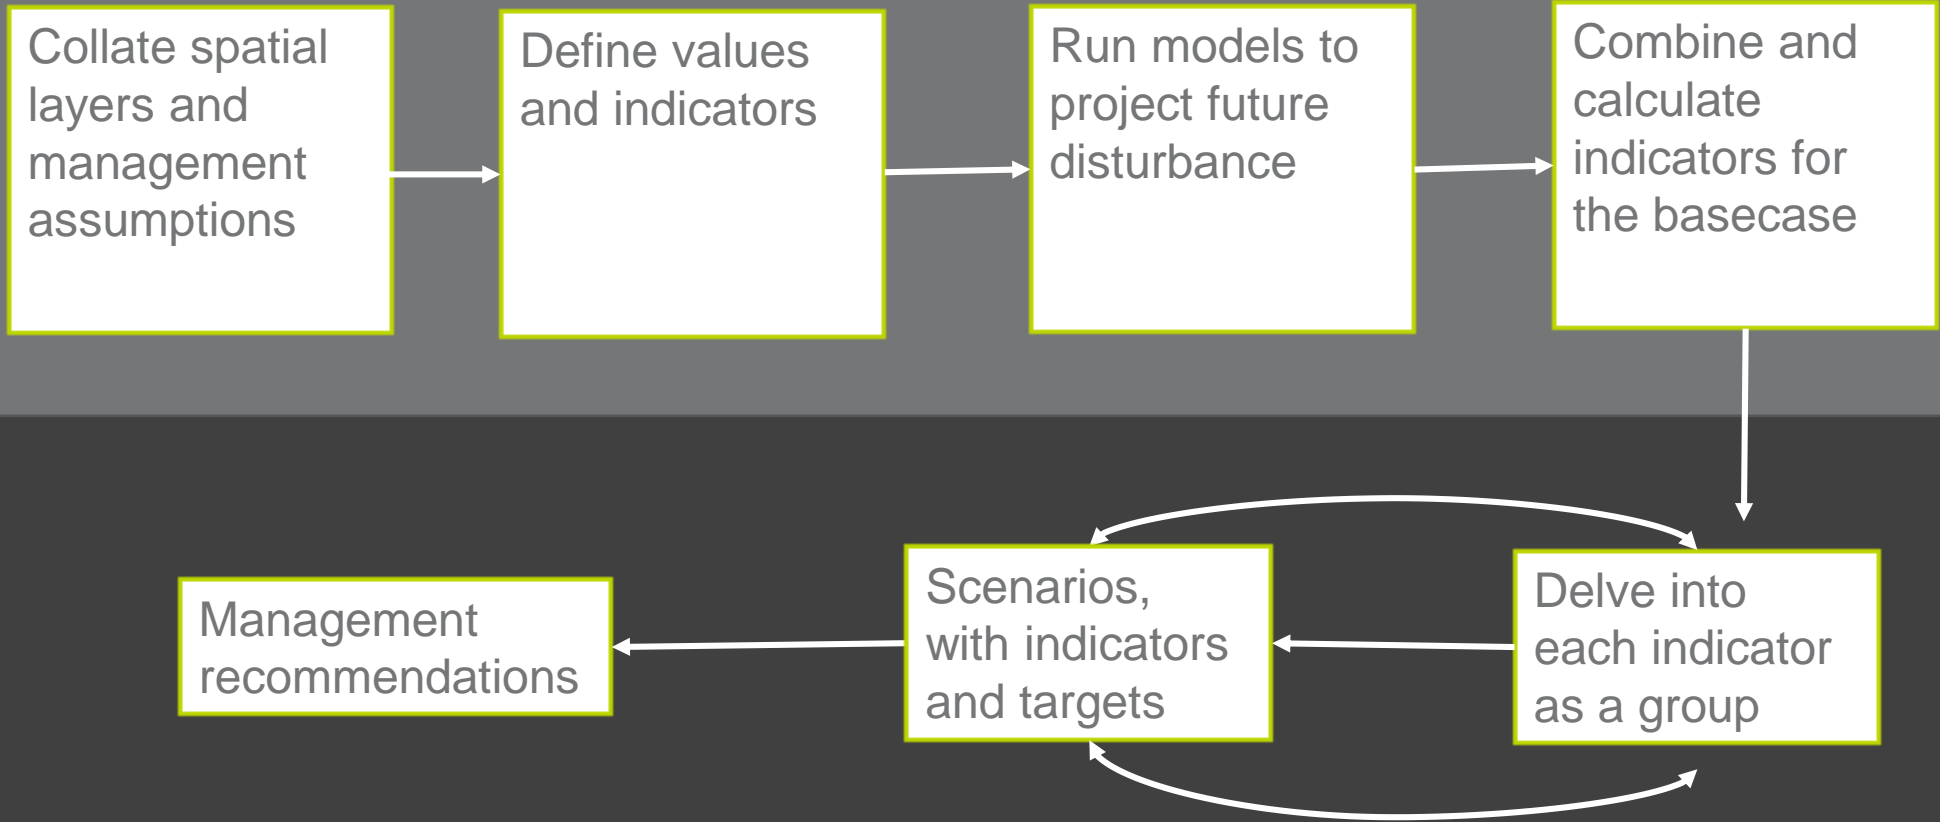 Collate spatial
layers and
management
assumptions
Define values
and indicators
Run models to
project future
disturbance
Combine and
calculate
indicators for
the basecase
Delve into
each indicator
as a group
Scenarios,
with indicators
and targets
Management
recommendations